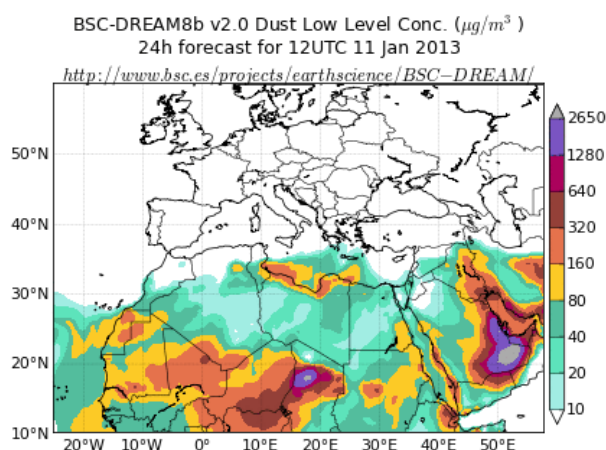 BSC-DREAM8b v2.0 Dust Low Level Conc. (μg/m³ )
24h forecast for 12UTC 11 Jan 2013
http://www.bsc.es/projects/earthscience/BSC−DREAM/
50°N
40°N
30°N
20°N
10°N
20°W 10°W 0° 10°E 20°E 30°E 40°E 50°E
2650
1280
640
320
160
80
40
20
10